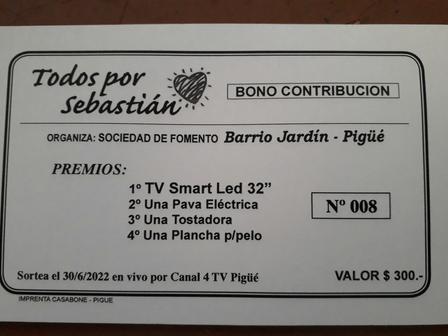 Todos por
Sebastián
BONO CONTRIBUCION
ORGANIZA: SOCIEDAD DE FOMENTO Barrio Jardín - Pigüé
PREMIOS:
1º TV Smart Led 32”
2º Una Pava Eléctrica
3º Una Tostadora
4º Una Plancha p/pelo
Nº 008
Sortea el 30/6/2022 en vivo por Canal 4 TV Pigüé
VALOR $ 300.-
IMPRENTA CASABONE - PIGUE